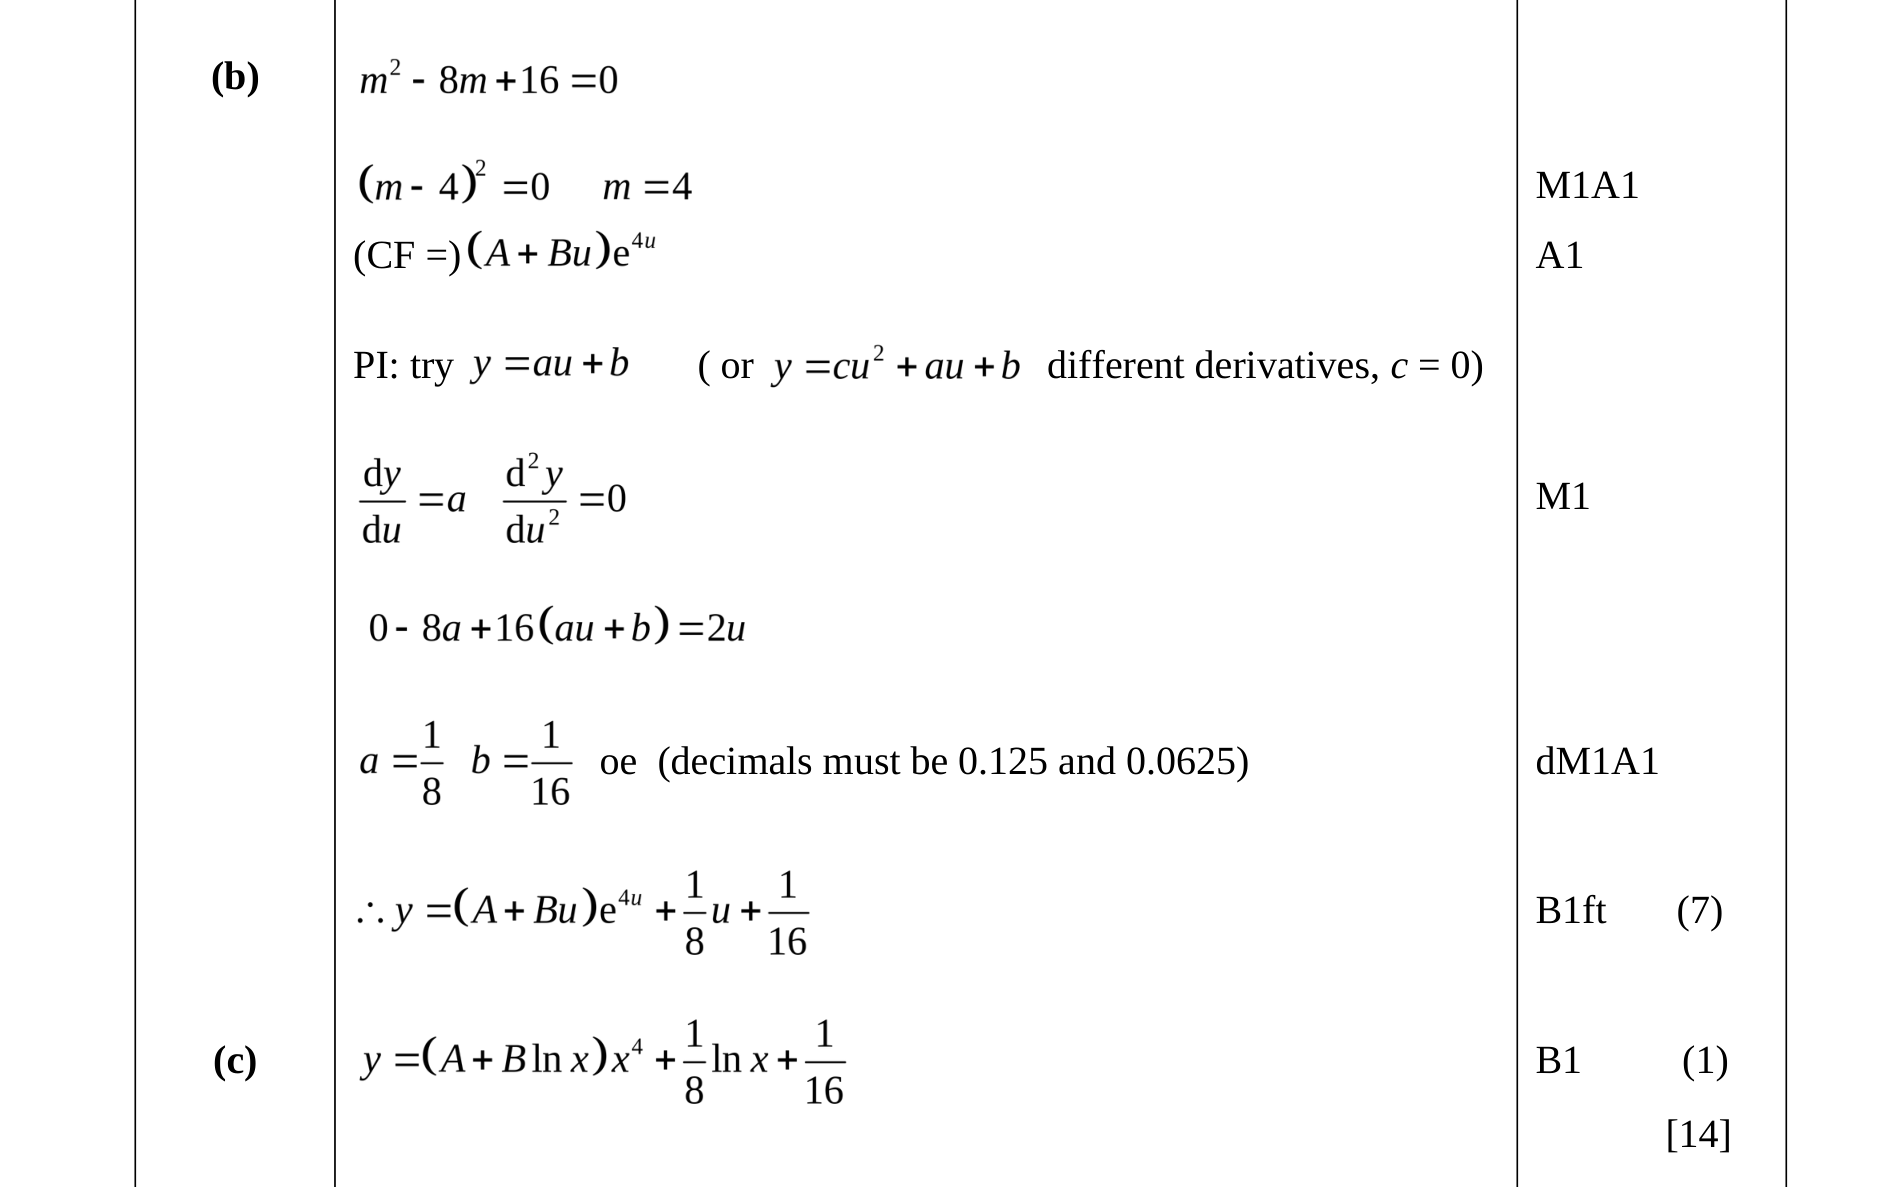 (b) m² - 8m + 16 = 0
(m - 4)² = 0 m = 4 M1A1
(CF =) (A + Bu)e⁴ᵘ A1
PI: try y = au + b ( or y = cu² + au + b different derivatives, c = 0)
dy/du = a d²y/du² = 0 M1
0 - 8a + 16(au + b) = 2u
a = 1/8 b = 1/16 oe (decimals must be 0.125 and 0.0625) dM1A1
∴ y = (A + Bu)e⁴ᵘ + 1/8 u + 1/16 B1ft (7)
(c) y = (A + B ln x)x⁴ + 1/8 ln x + 1/16 B1 (1)
[14]